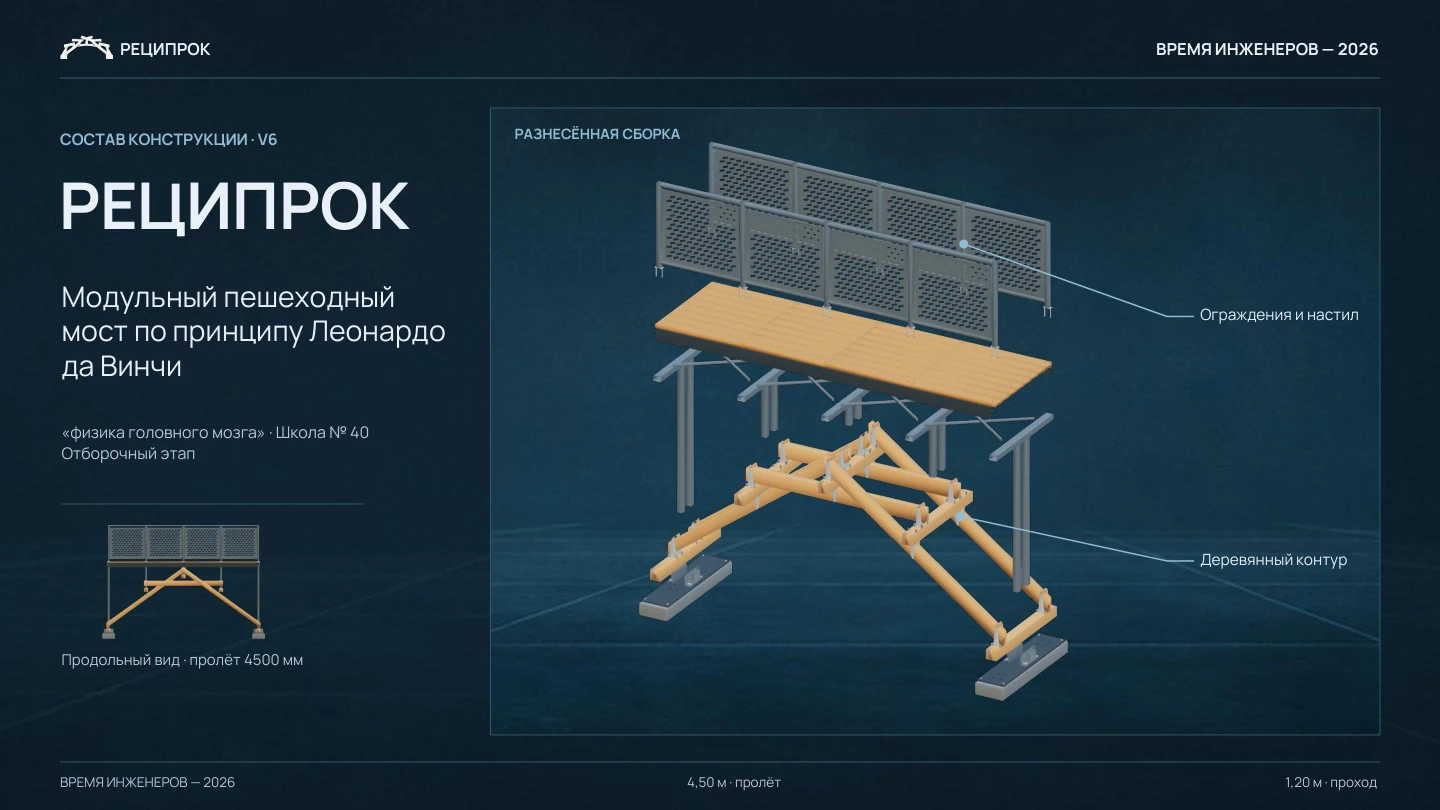 РЕЦИПРОК
ВРЕМЯ ИНЖЕНЕРОВ — 2026
СОСТАВ КОНСТРУКЦИИ · V6
РЕЦИПРОК
Модульный пешеходный
мост по принципу Леонардо
да Винчи
«физика головного мозга» · Школа № 40
Отборочный этап
Продольный вид · пролёт 4500 мм
РАЗНЕСЁННАЯ СБОРКА
Ограждения и настил
Деревянный контур
ВРЕМЯ ИНЖЕНЕРОВ — 2026
4,50 м · пролёт
1,20 м · проход